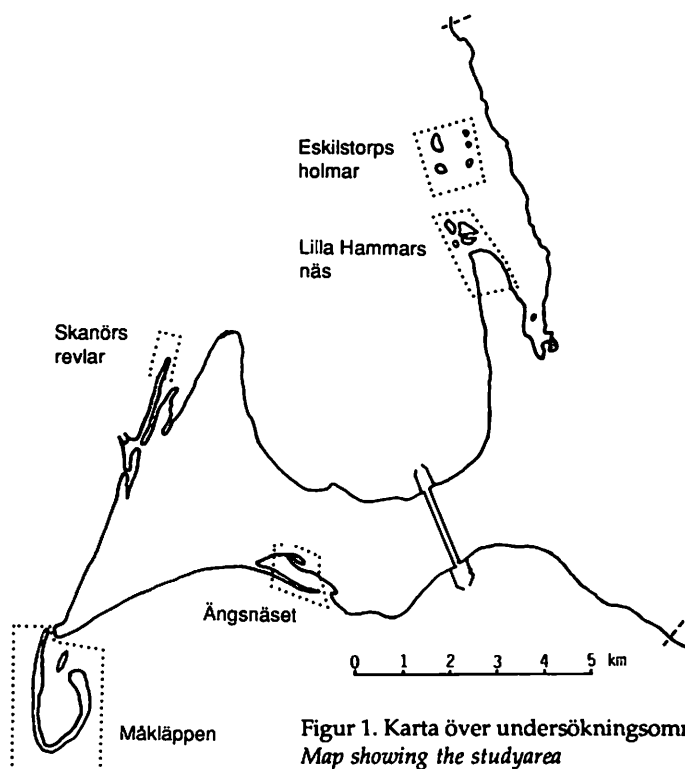 Eskilstorps
holmar
Lilla Hammars
näs
Skanörs
revlar
Ängsnäset
0 1 2 3 4 5 km
Måkläppen
Figur 1. Karta över
Map showing the studyarea